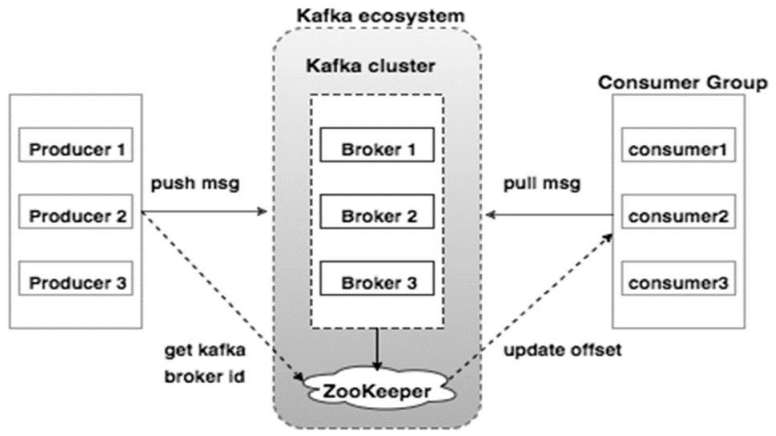 Kafka ecosystem
Kafka cluster
Consumer Group
Producer 1
Broker 1
consumer1
push msg
pull msg
Producer 2
Broker 2
consumer2
Producer 3
Broker 3
consumer3
get kafka
broker id
update offset
ZooKeeper